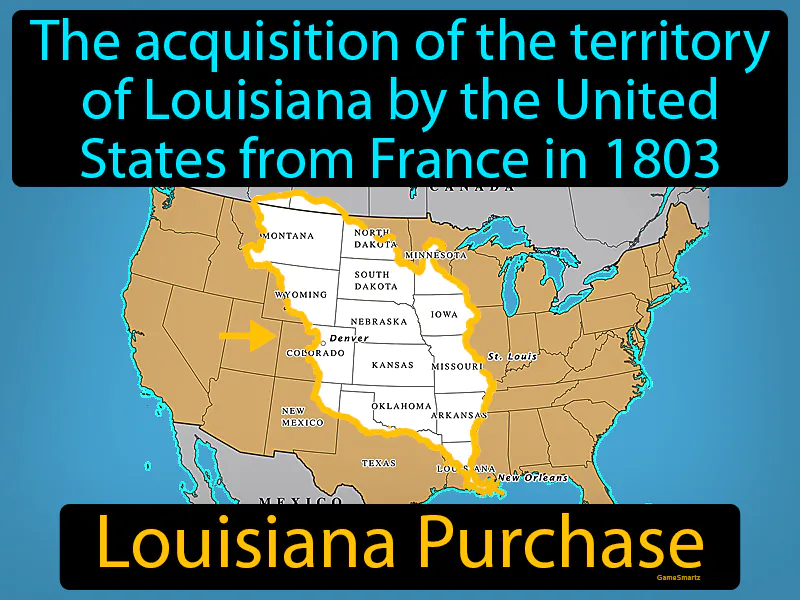 The acquisition of the territory
of Louisiana by the United
States from France in 1803
CANADA
MONTANA
NORTH
DAKOTA
MINNESOTA
SOUTH
DAKOTA
WYOMING
IOWA
NEBRASKA
Denver
COLORADO
St. Louis
KANSAS
MISSOURI
OKLAHOMA
ARKANSAS
NEW
MEXICO
TEXAS
LOUISIANA
New Orleans
MEXICO
Louisiana Purchase
GameSmartz